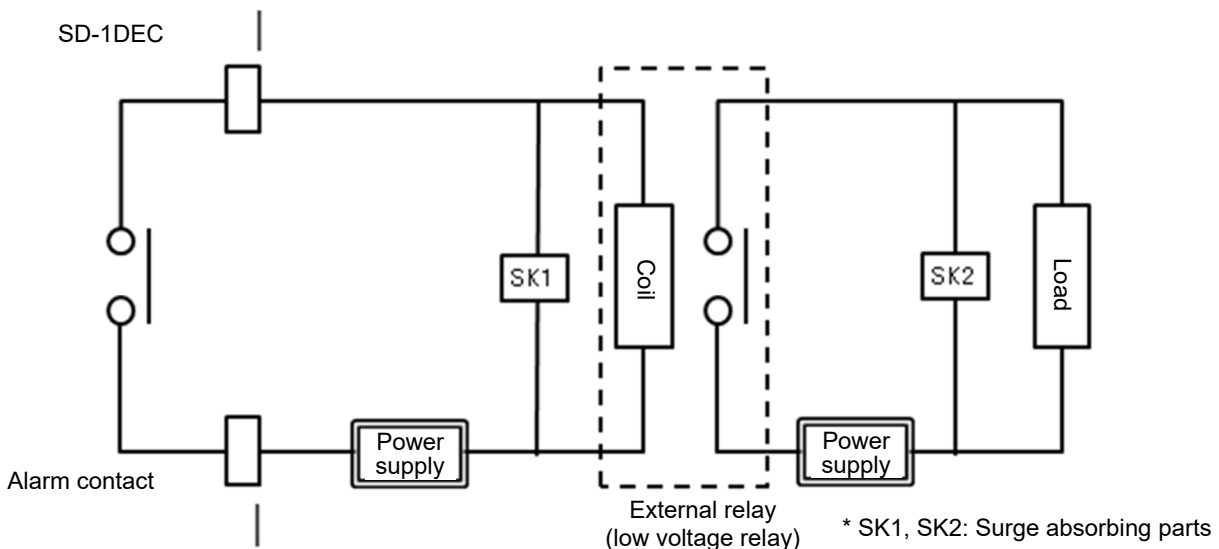 SD-1DEC
SK1
Coil
SK2
Load
Power
supply
Power
supply
Alarm contact
External relay
(low voltage relay)
* SK1, SK2: Surge absorbing parts